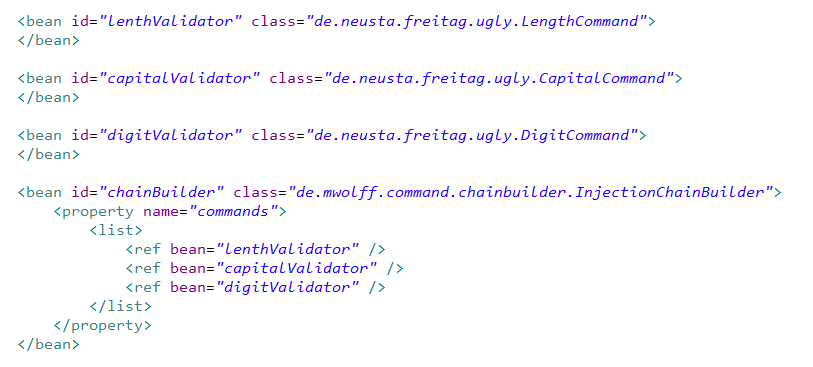 <bean id="lenthValidator" class="de.neusta.freitag.ugly.LengthCommand">
</bean>
<bean id="capitalValidator" class="de.neusta.freitag.ugly.CapitalCommand">
</bean>
<bean id="digitValidator" class="de.neusta.freitag.ugly.DigitCommand">
</bean>
<bean id="chainBuilder" class="de.mwolff.command.chainbuilder.InjectionChainBuilder">
<property name="commands">
<list>
<ref bean="lenthValidator" />
<ref bean="capitalValidator" />
<ref bean="digitValidator" />
</list>
</property>
</bean>